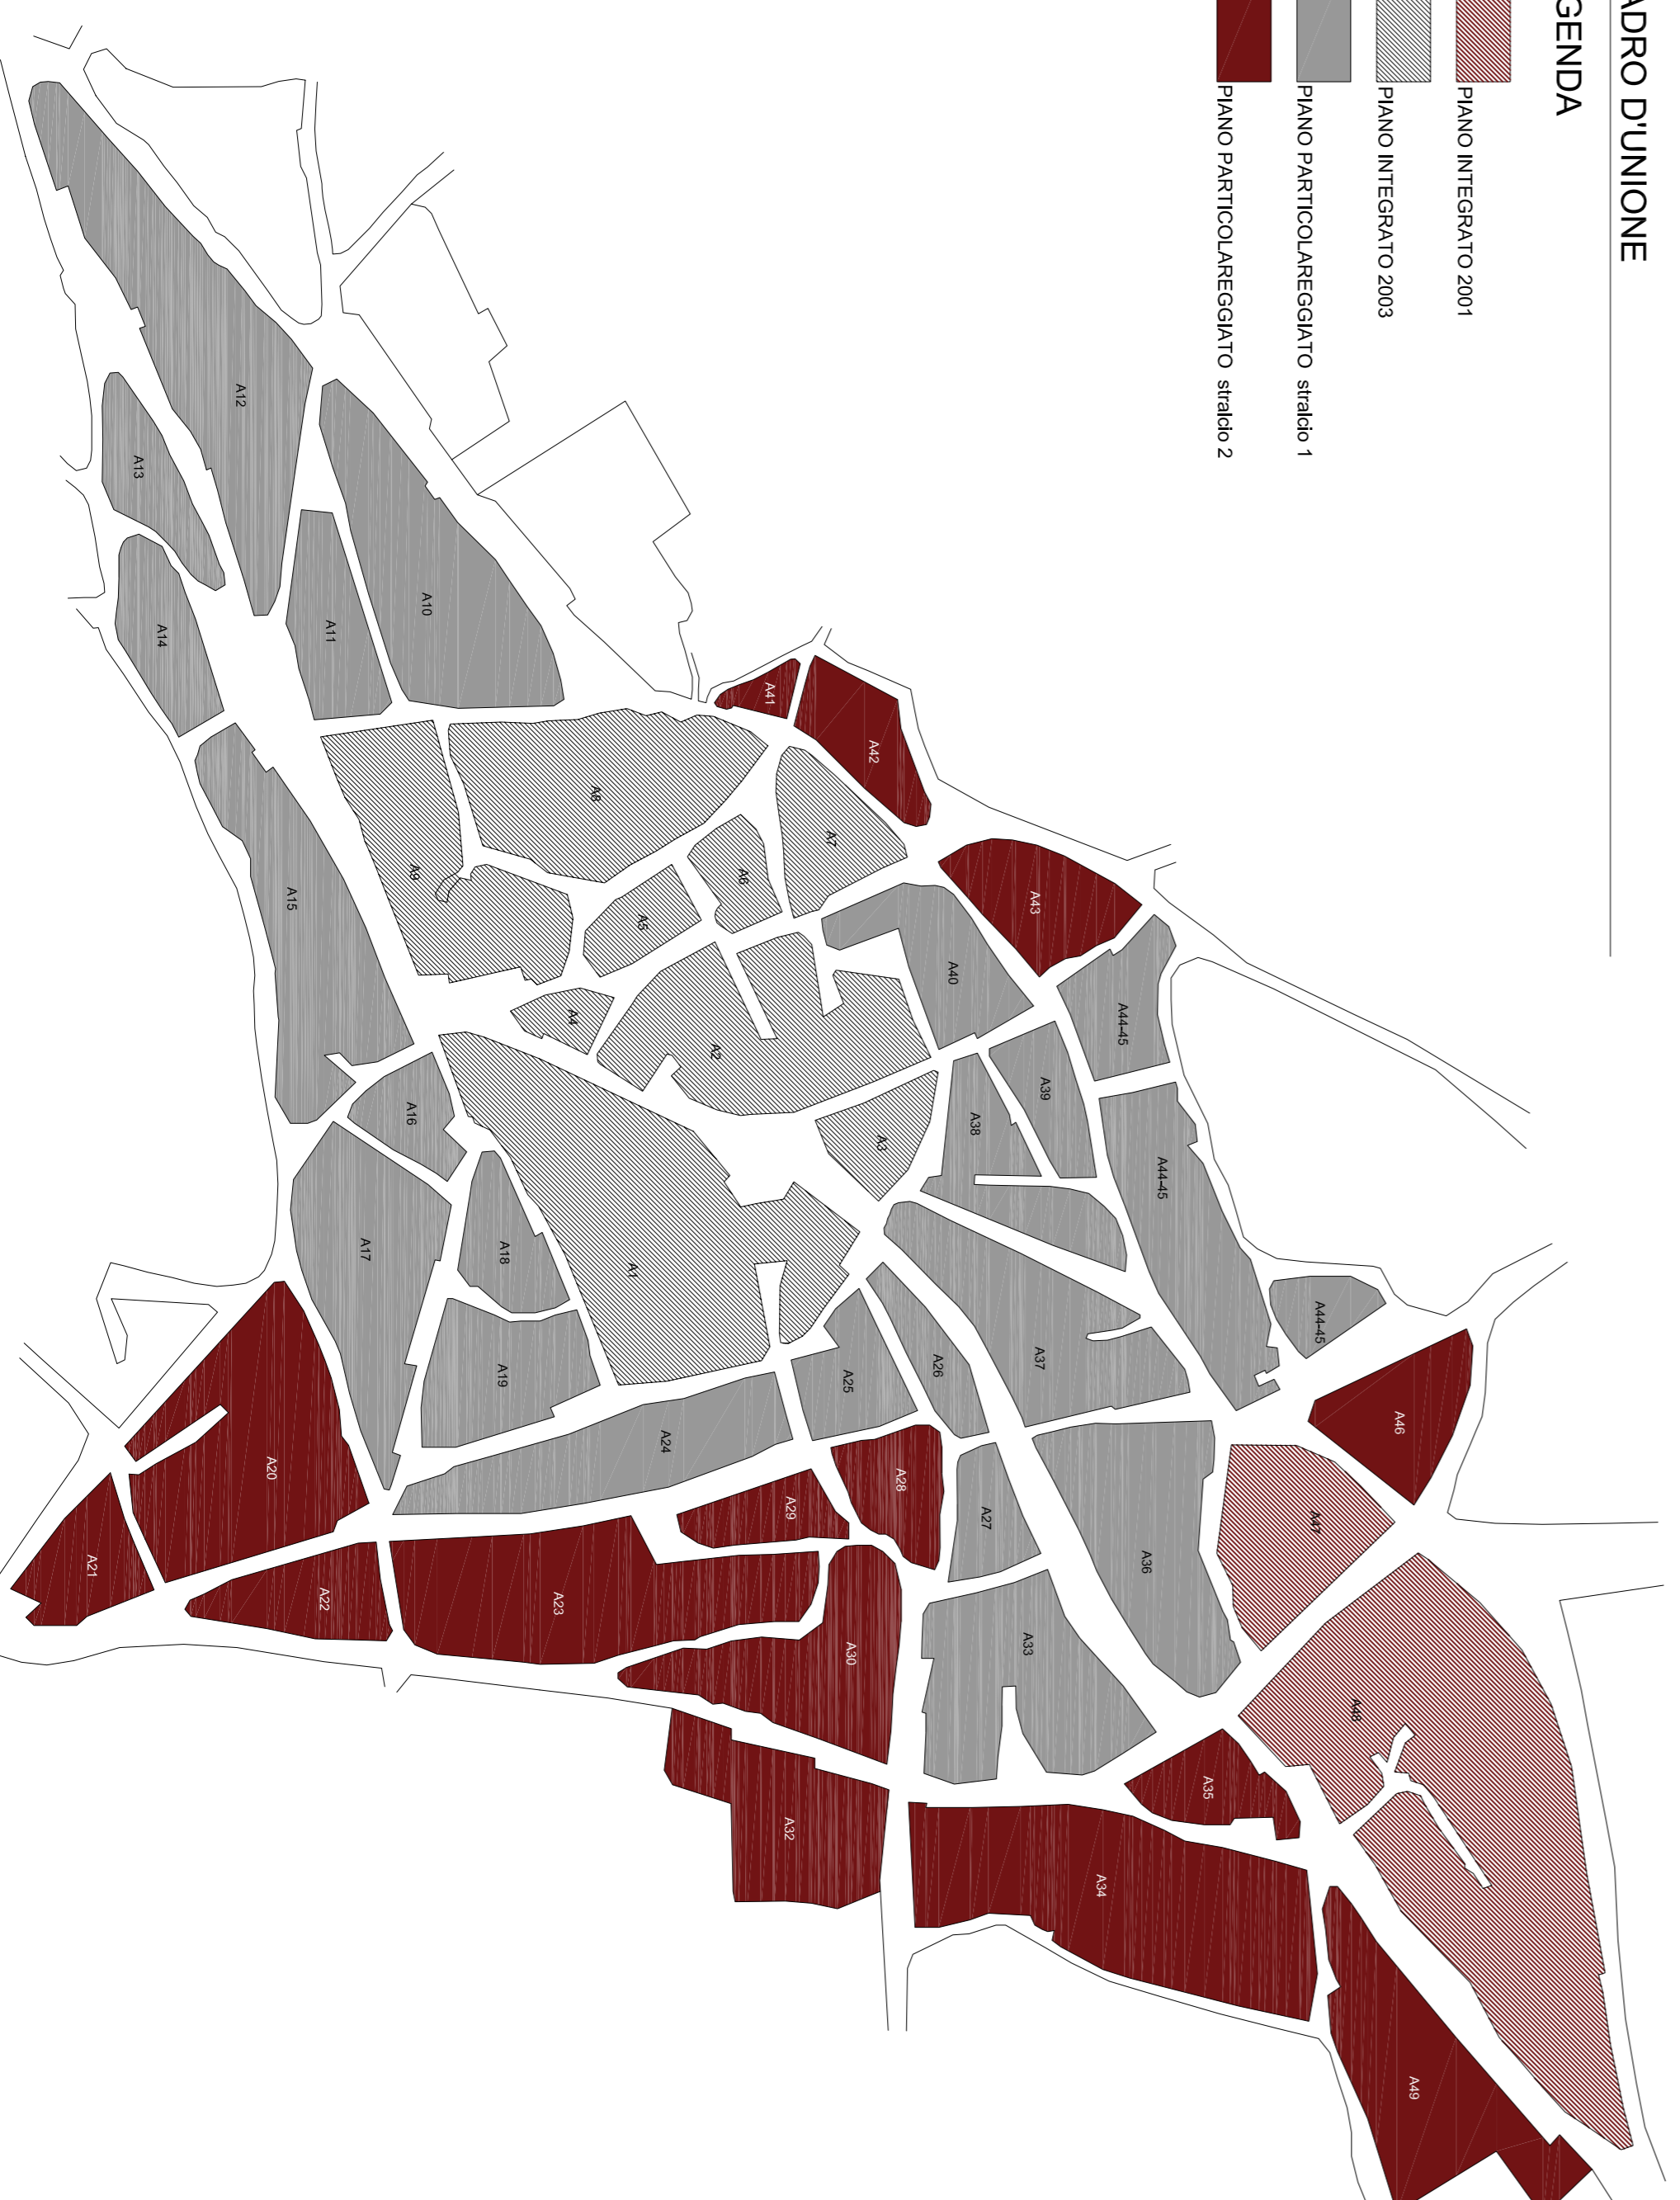 ADRO D'UNIONE
GENDA
PIANO INTEGRATO 2001
PIANO INTEGRATO 2003
PIANO PARTICOLAREGGIATO stralcio 1
PIANO PARTICOLAREGGIATO stralcio 2
A49
A46
A48
A44-45
A47
A35
A44-45
A36
A44-45
A34
A39
A37
A43
A33
A27
A38
A40
A26
A28
A3
A42
A30
A25
A7
A29
A32
A41
A6
A2
A24
A5
A1
A8
A4
A23
A18
A19
A10
A9
A16
A17
A11
A22
A15
A20
A12
A14
A13
A21